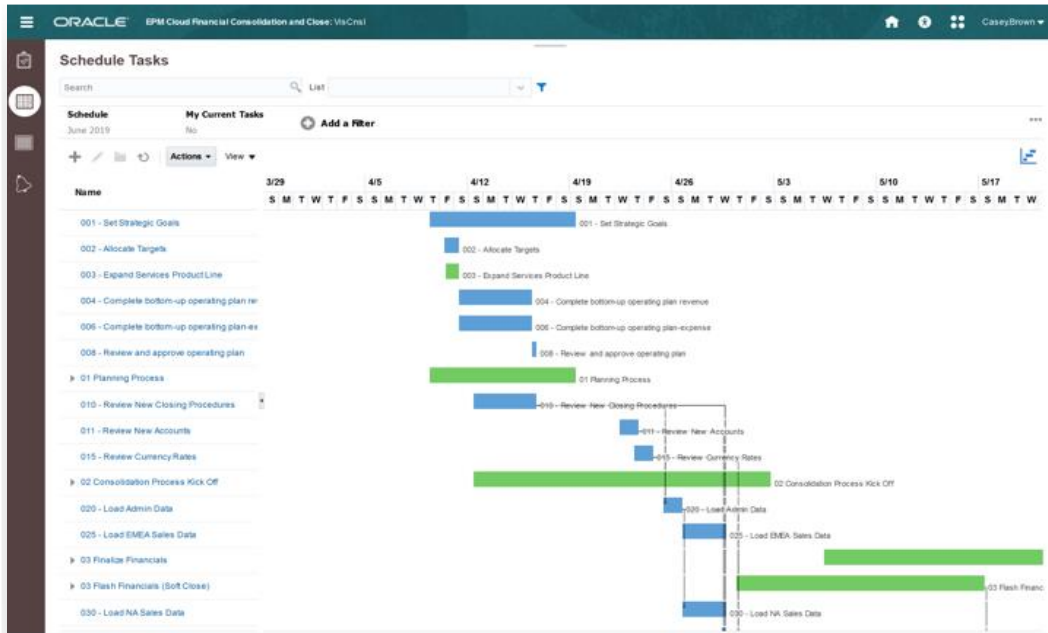 ORACLE EPM Cloud Financial Consolidation and Close: VisCnsl CaseyBrown
Schedule Tasks
Search List
Schedule My Current Tasks
June 2019 No
Add a Filter
Actions View
Name
3/29 4/5 4/12 4/19 4/26 5/3 5/10 5/17
S M T W T F S S M T W T F S S M T W T F S S M T W T F S S M T W T F S S M T W T F S S M T W T F S S M T W
001 - Set Strategic Goals 001 - Set Strategic Goals
002 - Allocate Targets 002 - Allocate Targets
003 - Expand Services Product Line 003 - Expand Services Product Line
004 - Complete bottom-up operating plan rev 004 - Complete bottom-up operating plan revenue
006 - Complete bottom-up operating plan-ex 006 - Complete bottom-up operating plan-expense
008 - Review and approve operating plan 008 - Review and approve operating plan
01 Planning Process 01 Planning Process
010 - Review New Closing Procedures 010 - Review New Closing Procedures
011 - Review New Accounts 011 - Review New Accounts
015 - Review Currency Rates 015 - Review Currency Rates
02 Consolidation Process Kick Off 02 Consolidation Process Kick Off
020 - Load Admin Data 020 - Load Admin Data
025 - Load EMEA Sales Data 025 - Load EMEA Sales Data
03 Finalize Financials
03 Flash Financials (Soft Close) 03 Flash Financ
030 - Load NA Sales Data 030 - Load NA Sales Data